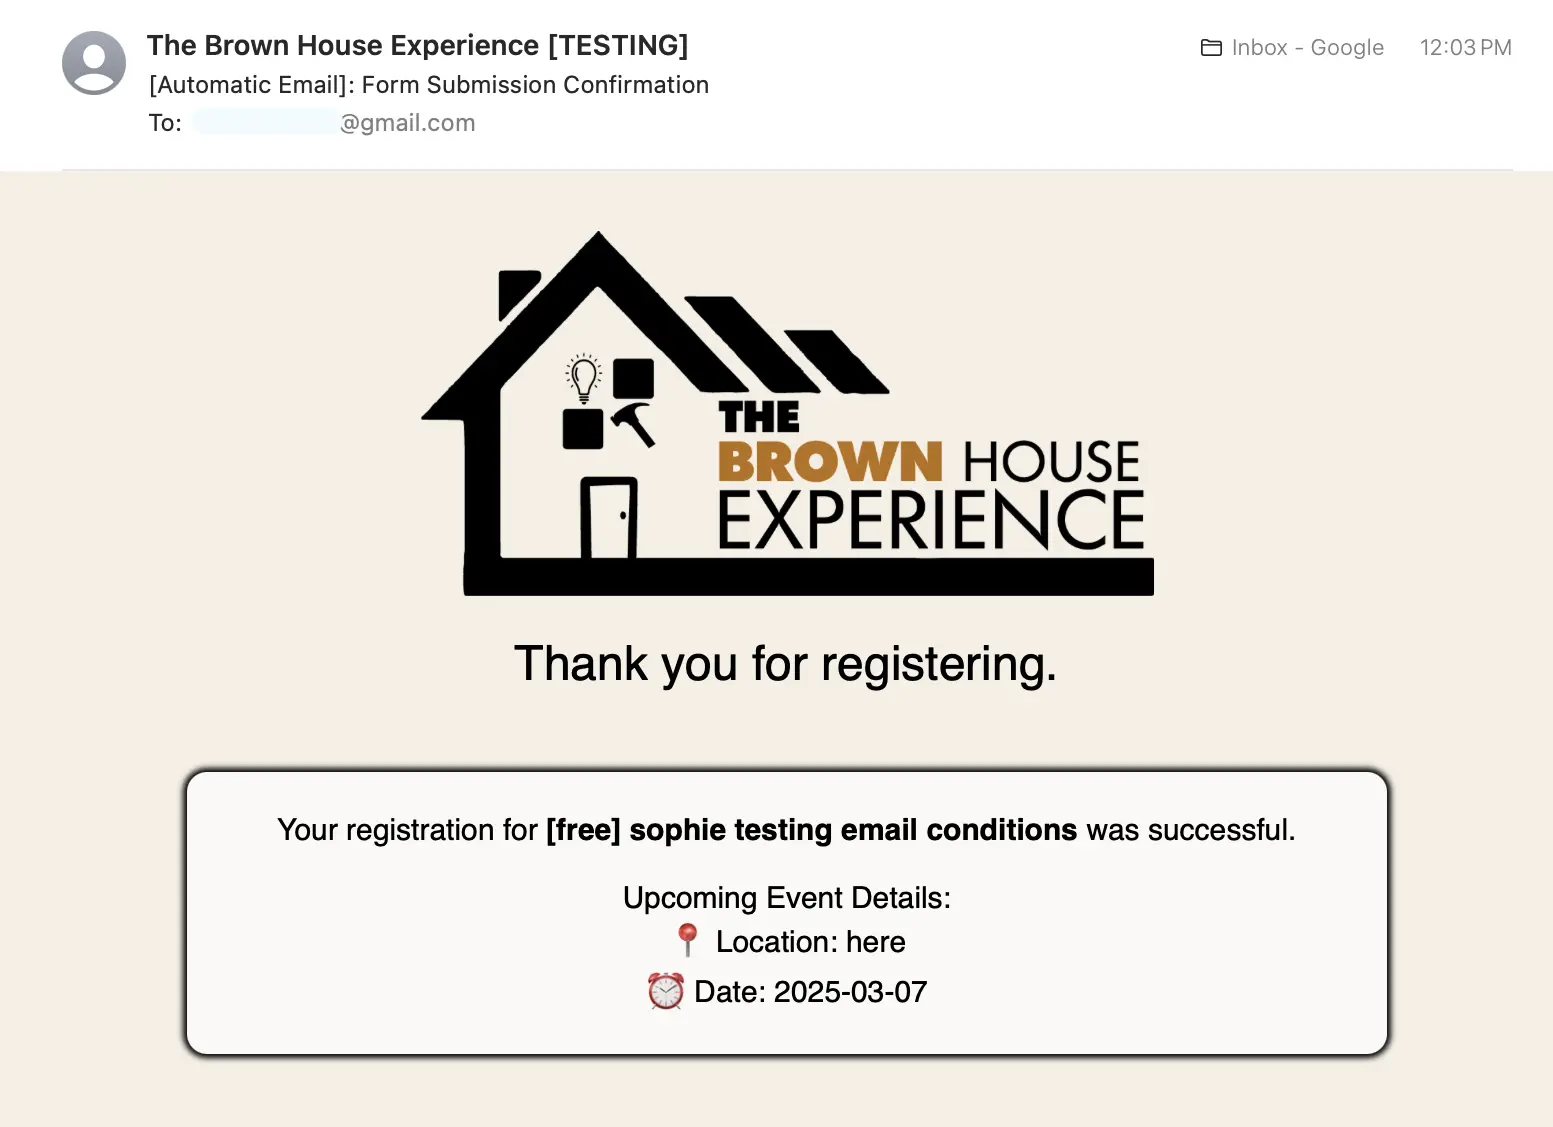 The Brown House Experience [TESTING]
Inbox - Google 12:03 PM
[Automatic Email]: Form Submission Confirmation
To: @gmail.com
THE
BROWN HOUSE
EXPERIENCE
Thank you for registering.
Your registration for [free] sophie testing email conditions was successful.
Upcoming Event Details:
📍 Location: here
⏰ Date: 2025-03-07